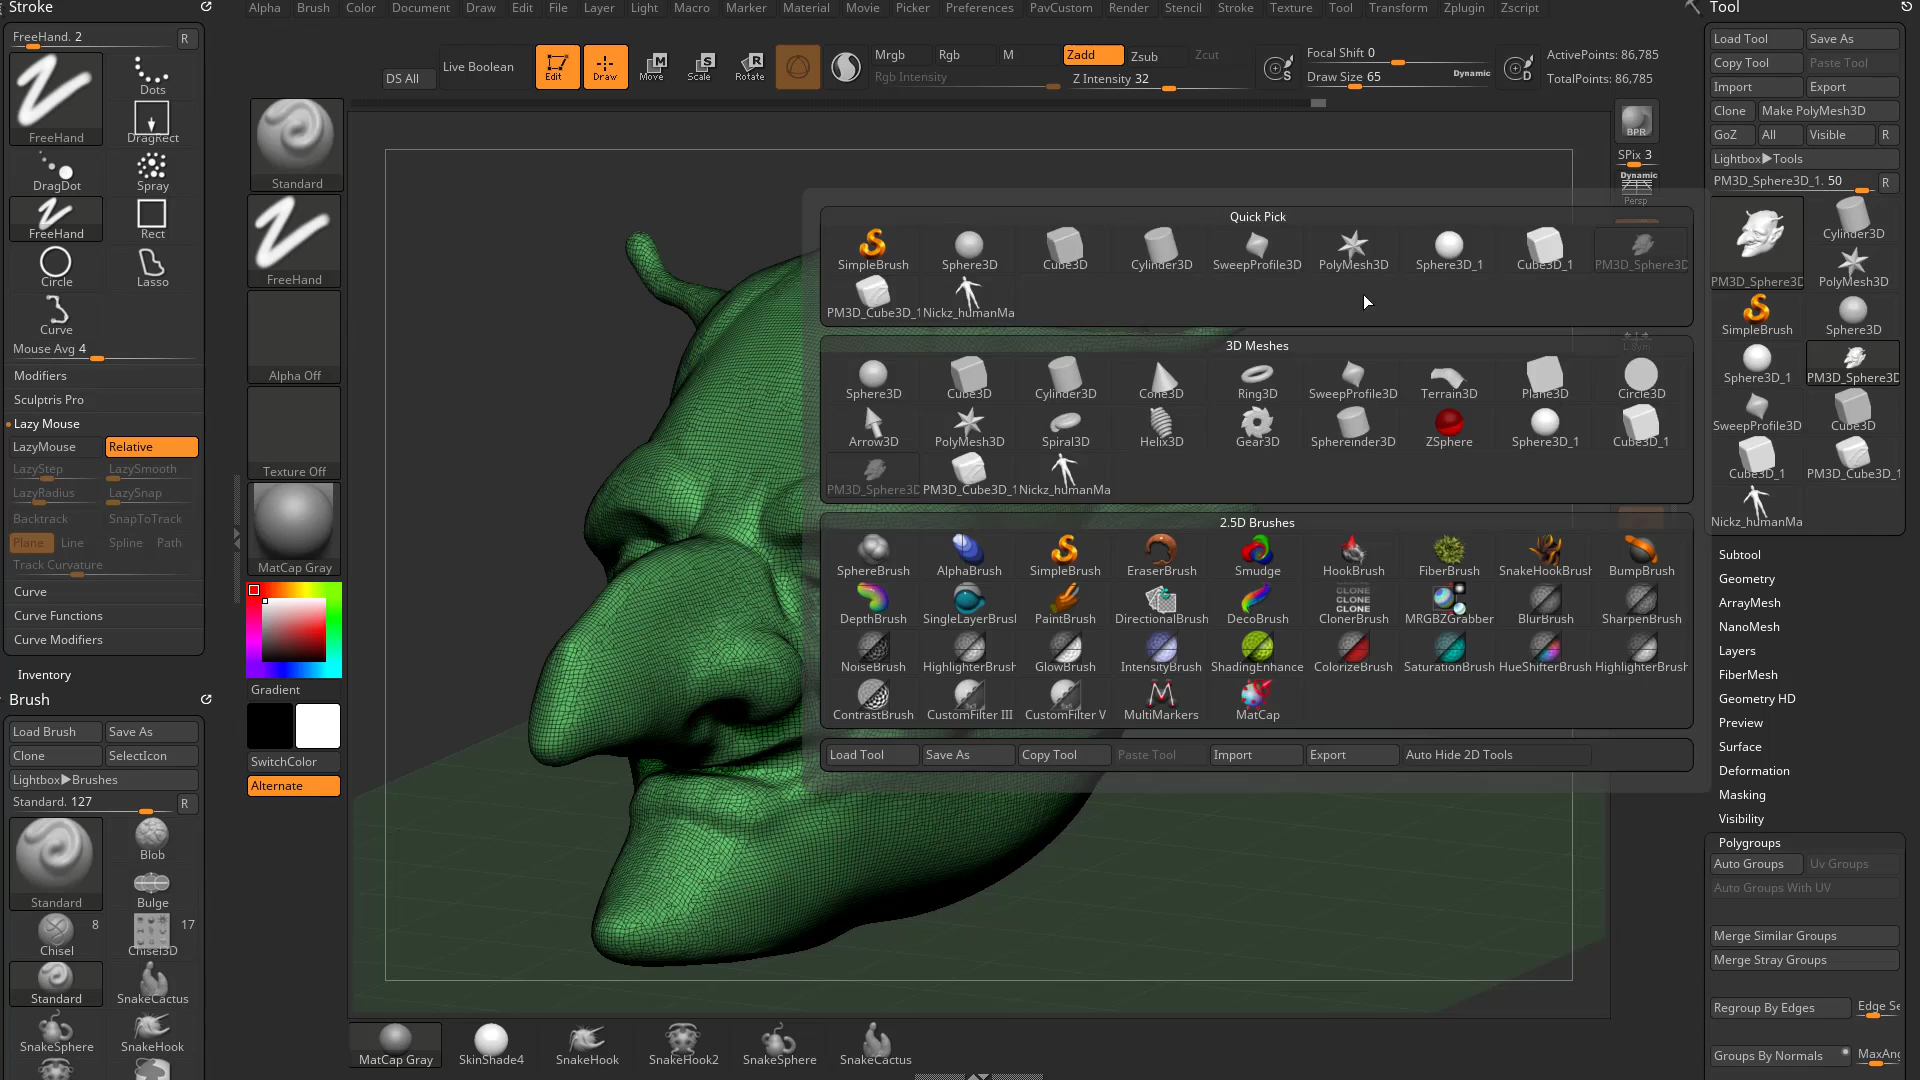 Stroke
Alpha Brush Color Document Draw Edit File Layer Light Macro Marker Material Movie Picker Preferences PavCustom Render Stencil Stroke Texture Tool Transform Zplugin Zscript
Tool
FreeHand. 2 R
FreeHand
Dots
DragRect
DragDot
Spray
FreeHand
Rect
Circle
Lasso
Curve
Mouse Avg 4
Modifiers
Sculptris Pro
Lazy Mouse
LazyMouse Relative
LazyStep LazySmooth
LazyRadius LazySnap
Backtrack SnapToTrack
Plane Line Spline Path
Track Curvature
Curve
Curve Functions
Curve Modifiers
Inventory
Brush
Load Brush Save As
Clone SelectIcon
Lightbox▶Brushes
Standard. 127 R
Standard
Blob
Bulge
8 17
Chisel Chisel3D
Standard SnakeCactus
SnakeSphere SnakeHook
DS All
Live Boolean
Edit
Draw
Move
Scale
Rotate
Mrgb Rgb M
Rgb Intensity
Zadd Zsub Zcut
Z Intensity 32
S
Focal Shift 0
Draw Size 65
Dynamic
D
ActivePoints: 86,785
TotalPoints: 86,785
Standard
FreeHand
Alpha Off
Texture Off
MatCap Gray
Gradient
SwitchColor
Alternate
Quick Pick
SimpleBrush Sphere3D Cube3D Cylinder3D SweepProfile3D PolyMesh3D Sphere3D_1 Cube3D_1 PM3D_Sphere3D
PM3D_Cube3D_1 Nickz_humanMa
3D Meshes
Sphere3D Cube3D Cylinder3D Cone3D Ring3D SweepProfile3D Terrain3D Plane3D Circle3D
Arrow3D PolyMesh3D Spiral3D Helix3D Gear3D Sphereinder3D ZSphere Sphere3D_1 Cube3D_1
PM3D_Sphere3D PM3D_Cube3D_1 Nickz_humanMa
2.5D Brushes
SphereBrush AlphaBrush SimpleBrush EraserBrush Smudge HookBrush FiberBrush SnakeHookBrush BumpBrush
CLONE
CLONE
CLONE
DepthBrush SingleLayerBrusl PaintBrush DirectionalBrush DecoBrush ClonerBrush MRGBZGrabber BlurBrush SharpenBrush
NoiseBrush HighlighterBrush GlowBrush IntensityBrush ShadingEnhance ColorizeBrush SaturationBrush HueShifterBrush HighlighterBrush
ContrastBrush CustomFilter III CustomFilter V MultiMarkers MatCap
Load Tool Save As Copy Tool Paste Tool Import Export Auto Hide 2D Tools
MatCap Gray SkinShade4 SnakeHook SnakeHook2 SnakeSphere SnakeCactus
BPR
SPix 3
Dynamic
Persp
Load Tool Save As
Copy Tool Paste Tool
Import Export
Clone Make PolyMesh3D
GoZ All Visible R
Lightbox▶Tools
PM3D_Sphere3D_1. 50 R
PM3D_Sphere3D
Cylinder3D
PolyMesh3D
SimpleBrush Sphere3D
Sphere3D_1 PM3D_Sphere3D
SweepProfile3D Cube3D
Cube3D_1 PM3D_Cube3D_1
Nickz_humanMa
Subtool
Geometry
ArrayMesh
NanoMesh
Layers
FiberMesh
Geometry HD
Preview
Surface
Deformation
Masking
Visibility
Polygroups
Auto Groups Uv Groups
Auto Groups With UV
Merge Similar Groups
Merge Stray Groups
Regroup By Edges Edge Se
Groups By Normals MaxAng